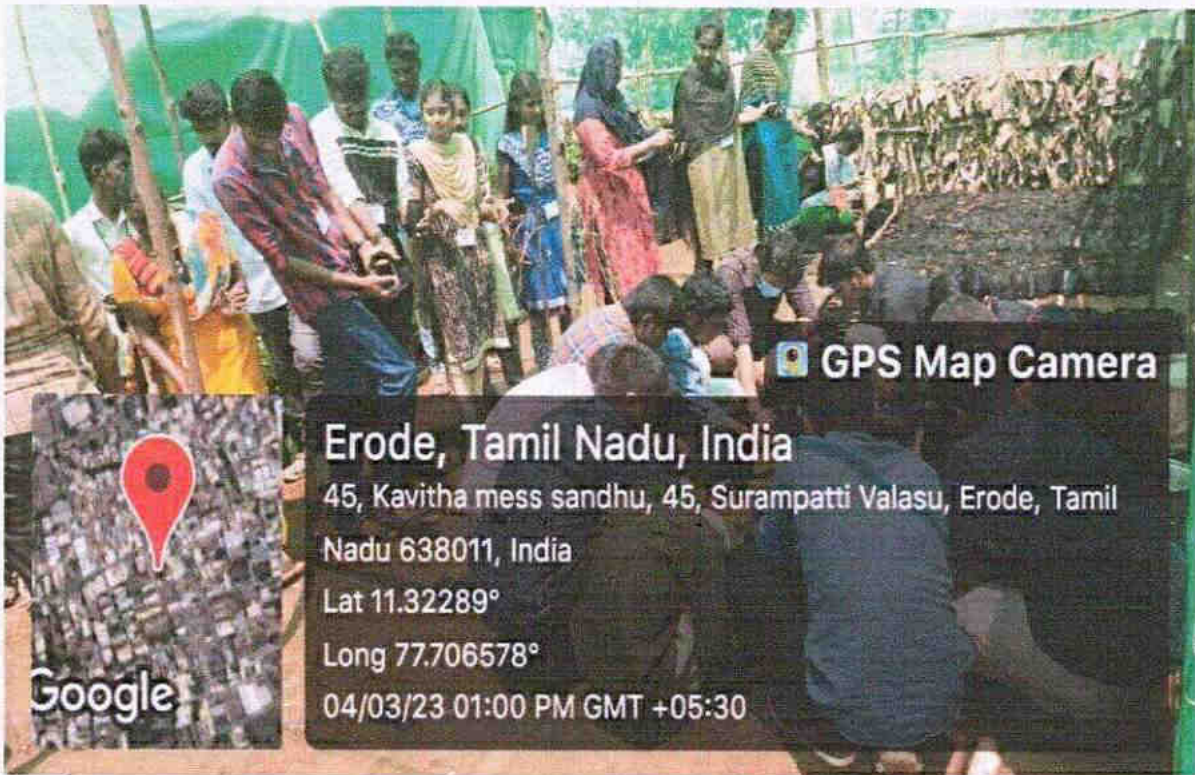 GPS Map Camera
Erode, Tamil Nadu, India
45, Kavitha mess sandhu, 45, Surampatti Valasu, Erode, Tamil
Nadu 638011, India
Lat 11.32289°
Long 77.706578°
04/03/23 01:00 PM GMT +05:30
Google